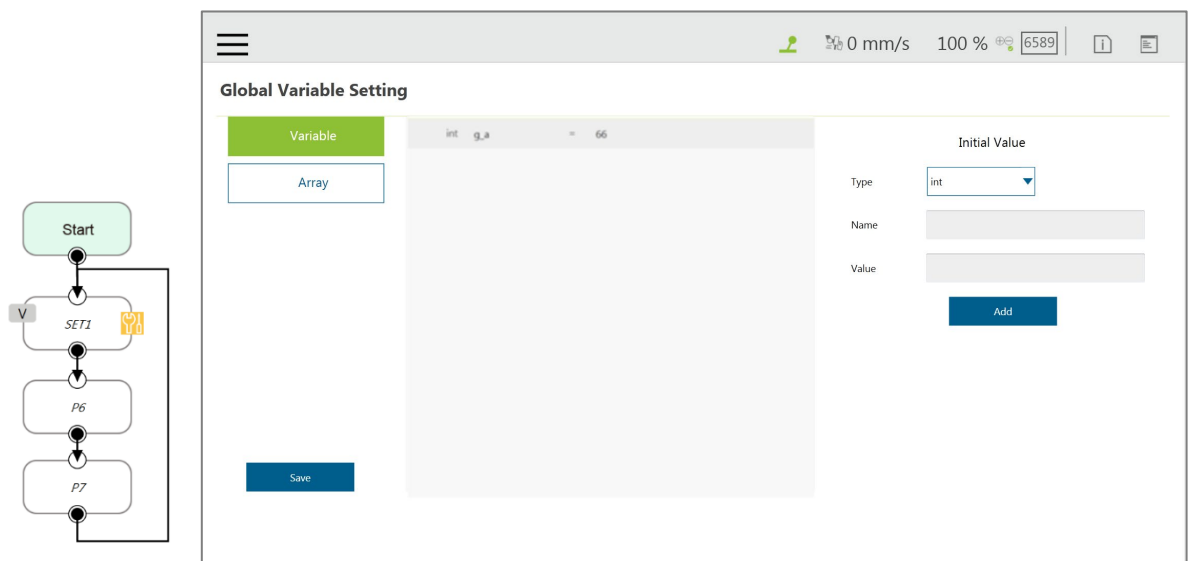 0 mm/s 100 % 6589
Global Variable Setting
Variable
int g_a = 66
Array
Initial Value
Type int
Name
Value
Add
Save
Start
V
SET1
P6
P7